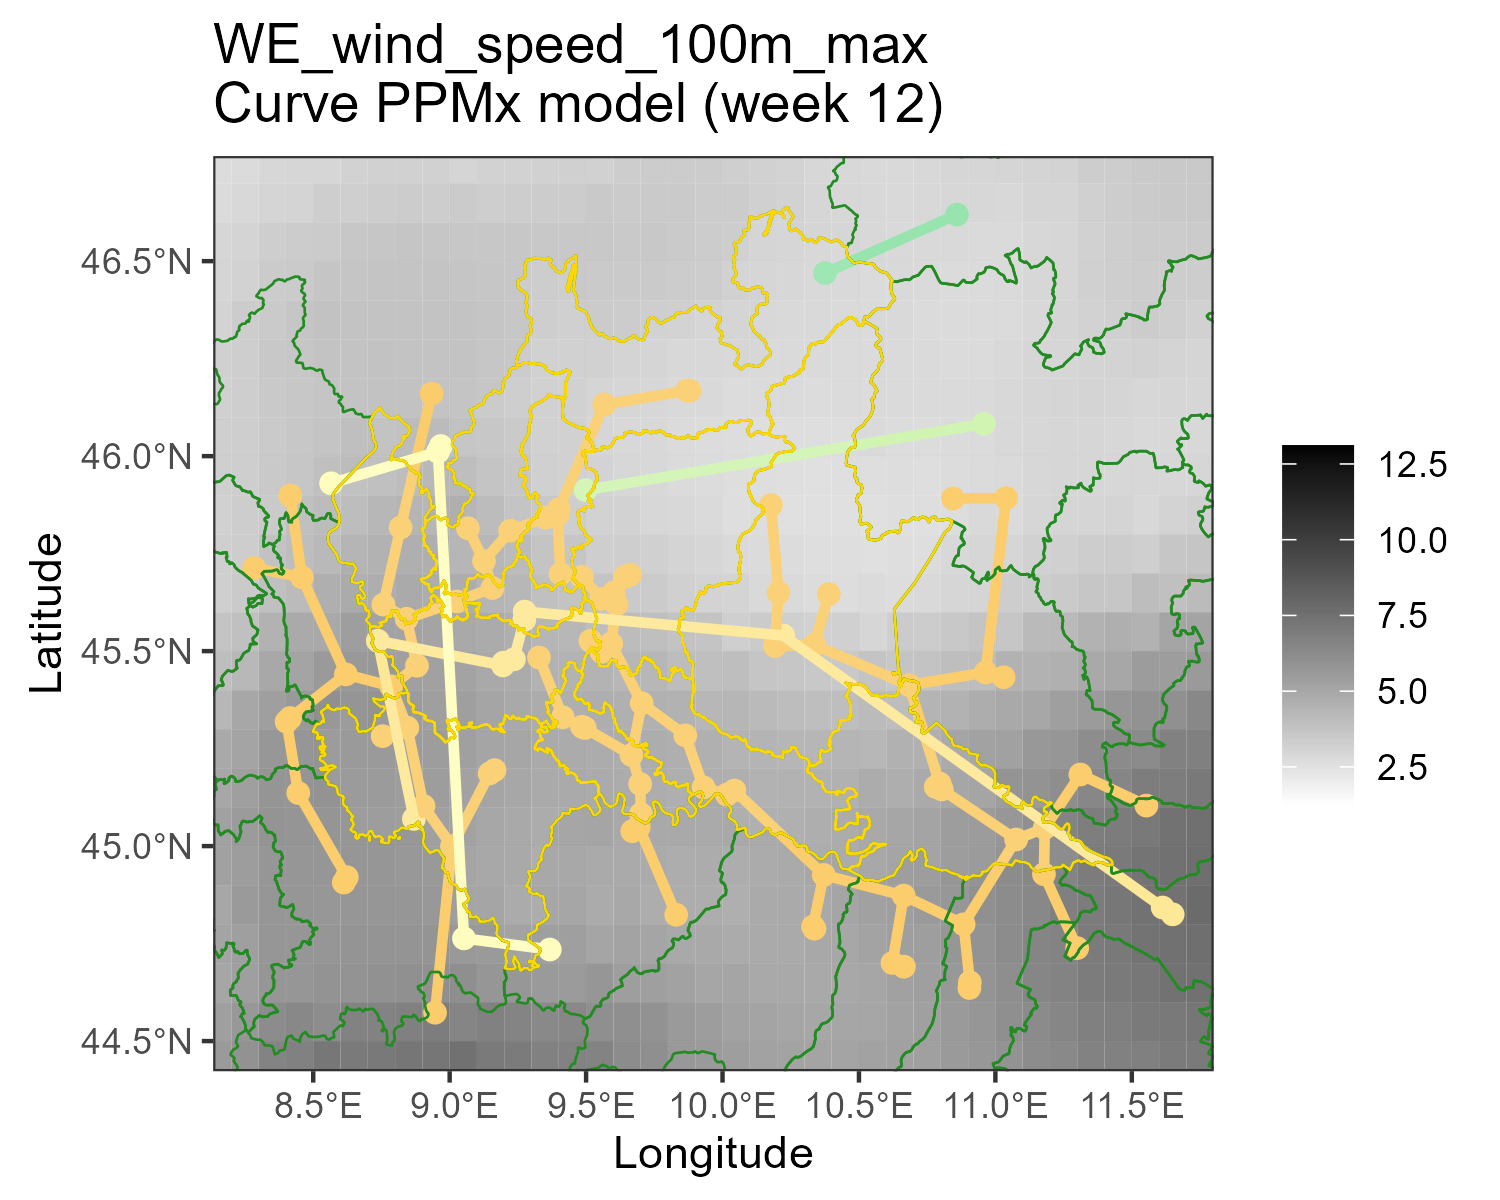 WE_wind_speed_100m_max
Curve PPMx model (week 12)
46.5°N
46.0°N
45.5°N
45.0°N
44.5°N
Latitude
8.5°E 9.0°E 9.5°E 10.0°E 10.5°E 11.0°E 11.5°E
Longitude
12.5
10.0
7.5
5.0
2.5